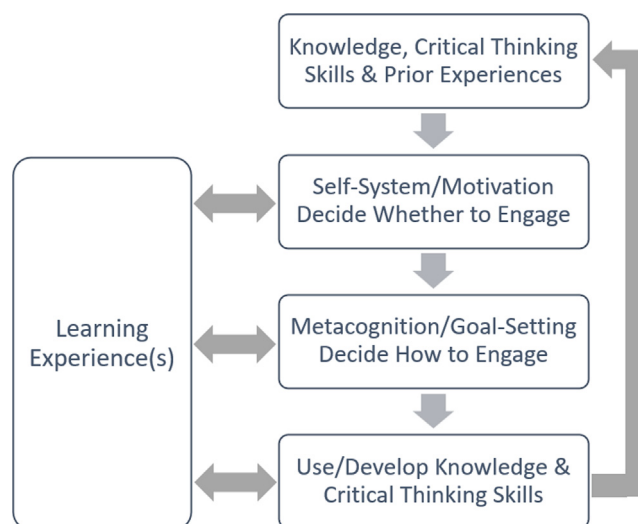 Knowledge, Critical Thinking
Skills & Prior Experiences
Self-System/Motivation
Decide Whether to Engage
Learning
Experience(s)
Metacognition/Goal-Setting
Decide How to Engage
Use/Develop Knowledge &
Critical Thinking Skills